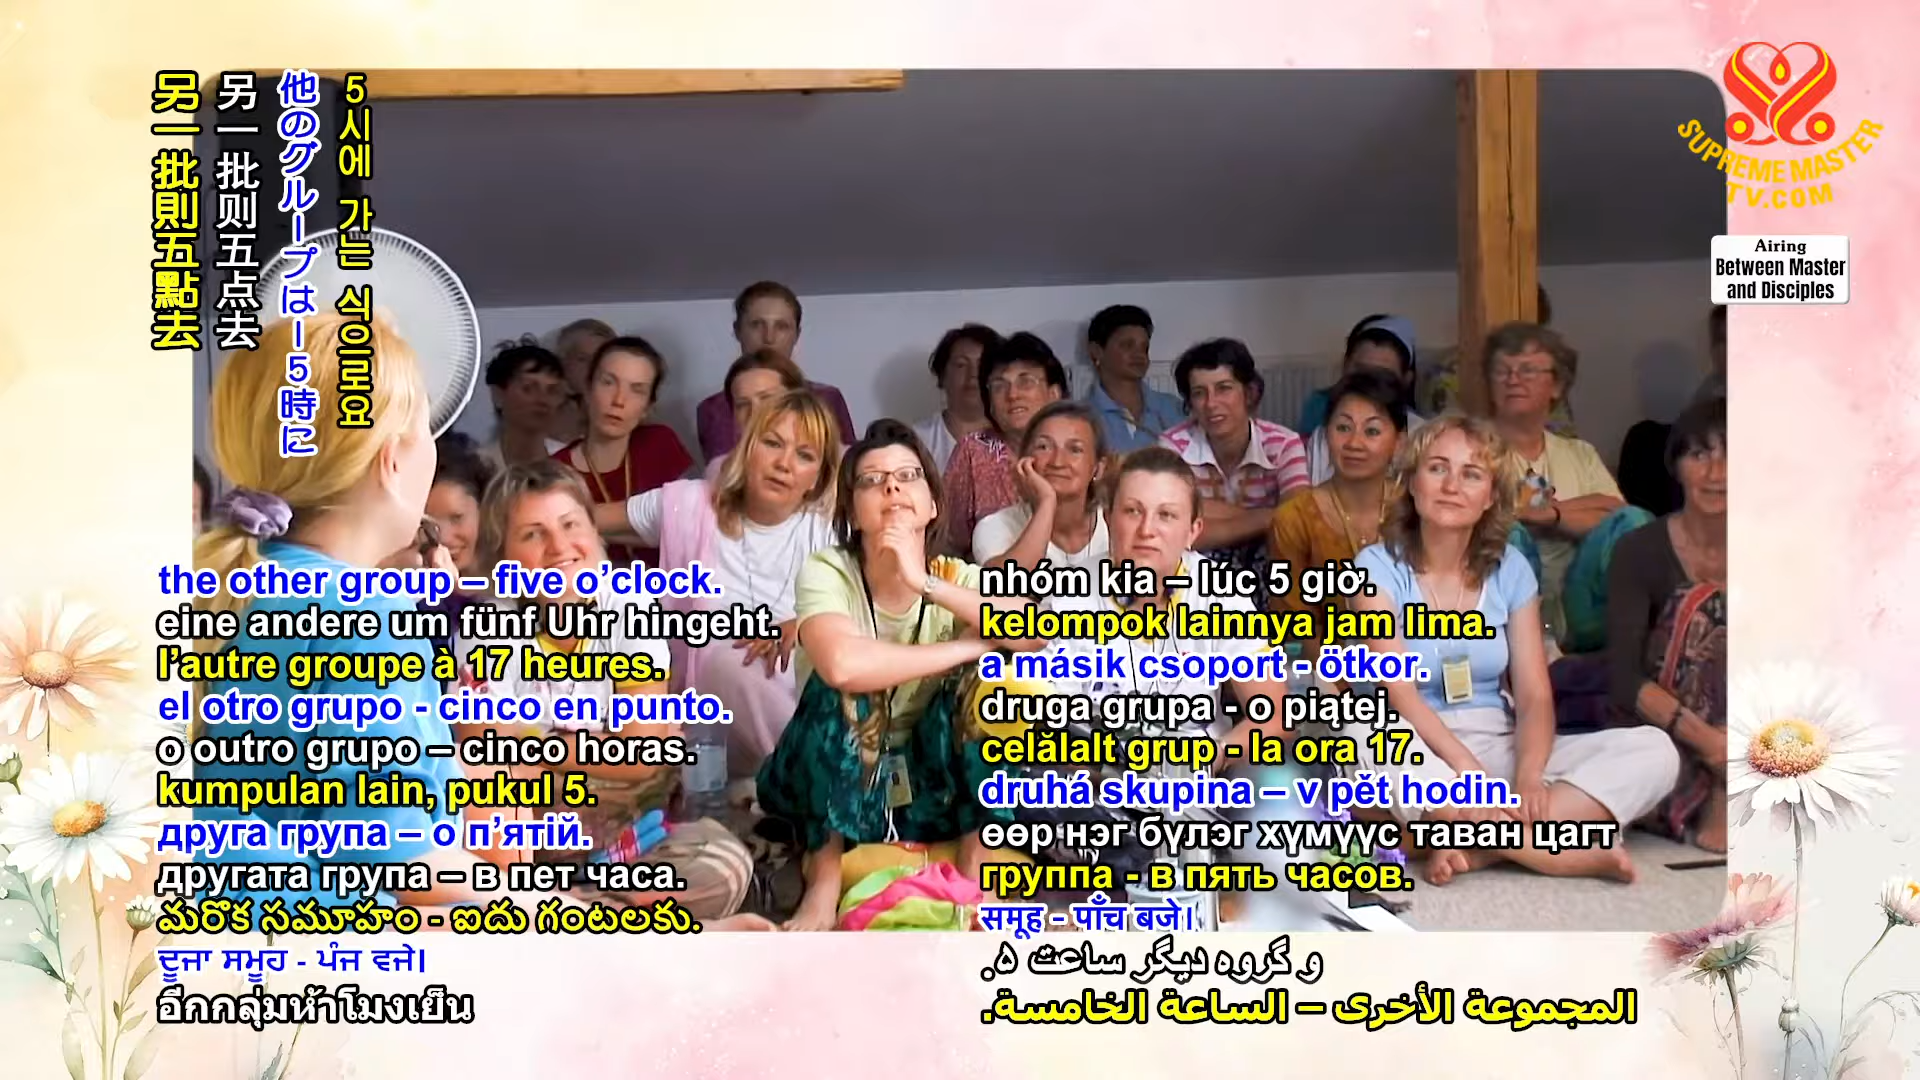 另一批則五點去
另一批则五点去
他のグループは—5時に
5시에 가는 식으로요
SUPREME MASTER
TV.COM
Airing
Between Master
and Disciples
the other group – five o’clock.
eine andere um fünf Uhr hingeht.
l’autre groupe à 17 heures.
el otro grupo - cinco en punto.
o outro grupo – cinco horas.
kumpulan lain, pukul 5.
друга група – о п’ятій.
другата група – в пет часа.
మరొక సమూహం - ఐదు గంటలకు.
ਦੂਜਾ ਸਮੂਹ - ਪੰਜ ਵਜੇ।
อีกกลุ่มห้าโมงเย็น
nhóm kia – lúc 5 giờ.
kelompok lainnya jam lima.
a másik csoport - ötkor.
druga grupa - o piątej.
celălalt grup - la ora 17.
druhá skupina – v pět hodin.
өөр нэг бүлэг хүмүүс таван цагт
группа - в пять часов.
समूह - पाँच बजे।
و گروه دیگر ساعت ۵.
المجموعة الأخرى – الساعة الخامسة.